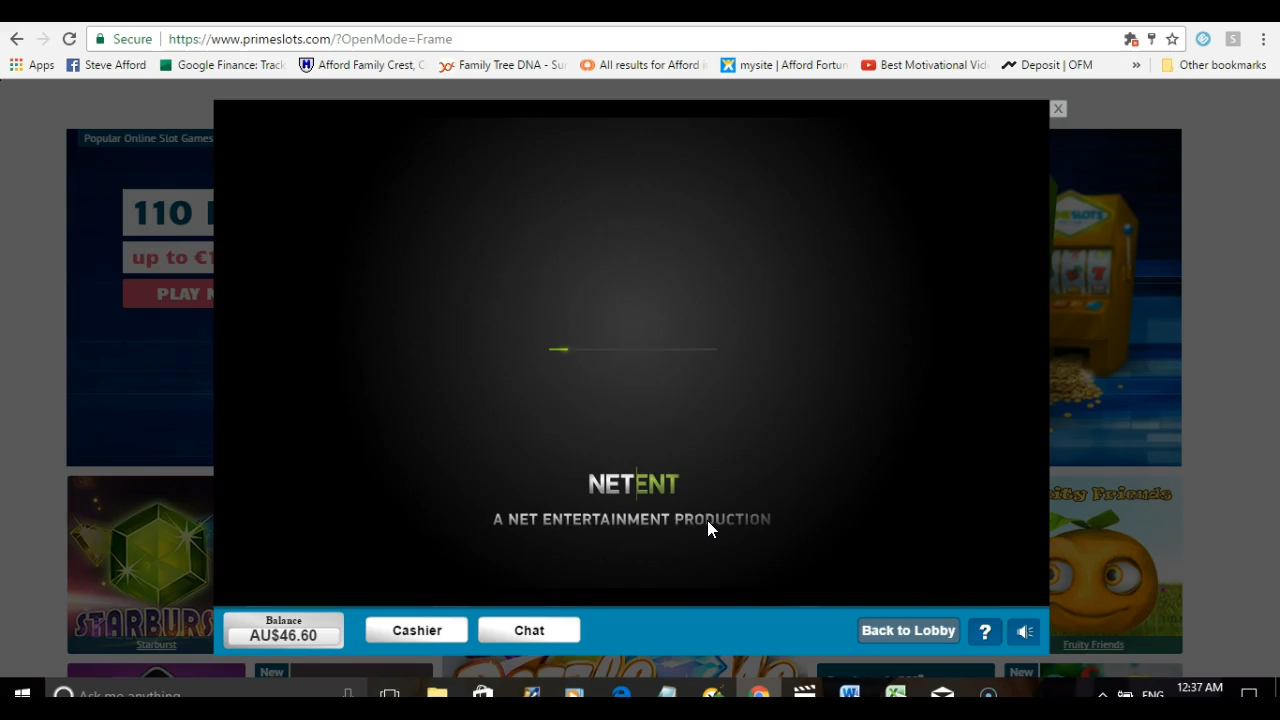 Secure https://www.primeslots.com/?OpenMode=Frame S
Apps Steve Afford Google Finance: Track Afford Family Crest, C Family Tree DNA - Su All results for Afford i mysite | Afford Fortun Best Motivational Vid Deposit | OFM » Other bookmarks
X
Popular Online Slot Games
110
up to €1
PLAY N
NETENT
A NET ENTERTAINMENT PRODUCTION
STARBURS
Starburst
Fruity Friends
Balance
AU$46.60
Cashier
Chat
Back to Lobby
?
New
New
Ask me anything
ENG
12:37 AM